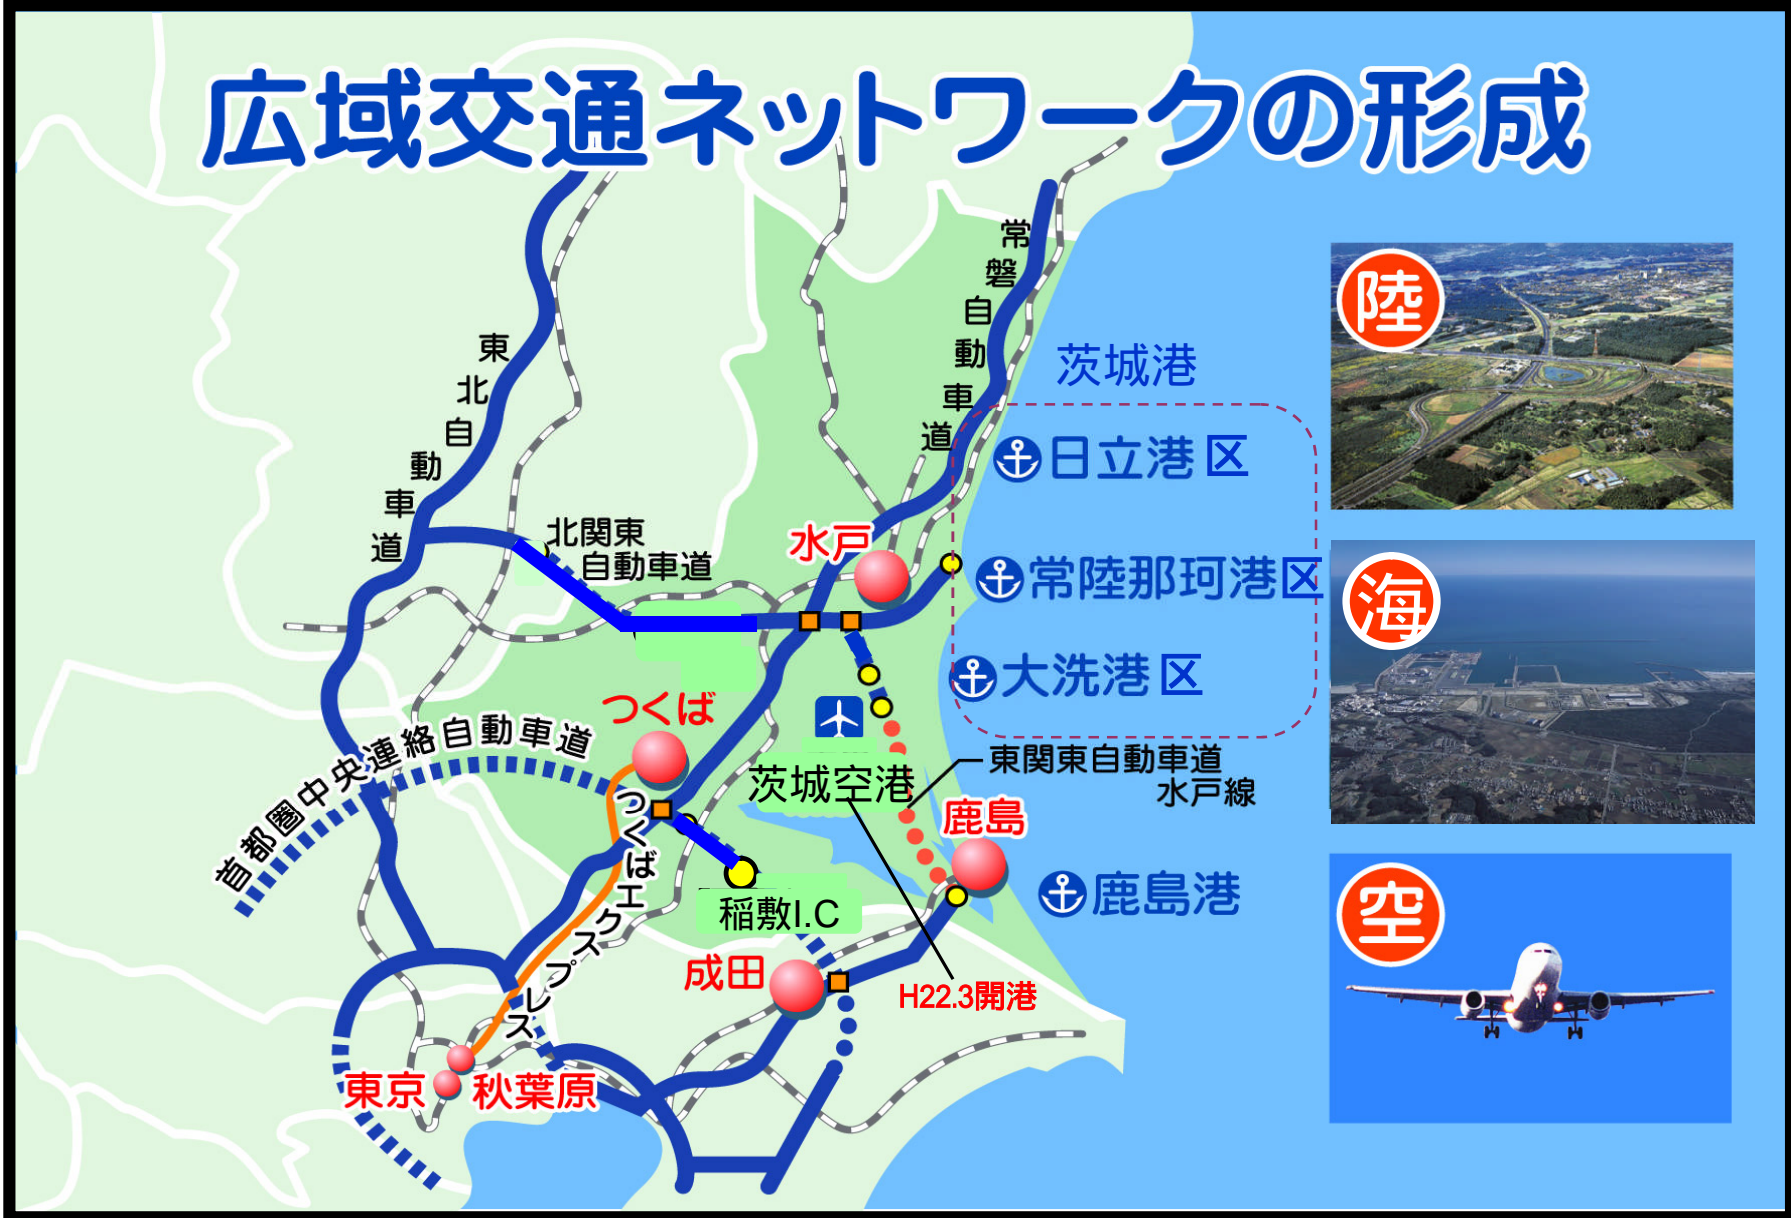 広域交通ネットワークの形成
常磐自動車道
東北自動車道
北関東
自動車道
水戸
茨城港
日立港区
常陸那珂港区
大洗港区
つくば
首都圏中央連絡自動車道
茨城空港
東関東自動車道
水戸線
鹿島
鹿島港
つくばエクスプレス
稲敷I.C
成田
H22.3開港
東京
秋葉原
陸
海
空